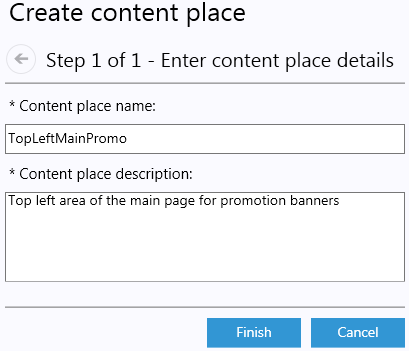 Create content place
Step 1 of 1 - Enter content place details
* Content place name:
TopLeftMainPromo
* Content place description:
Top left area of the main page for promotion banners
Finish Cancel